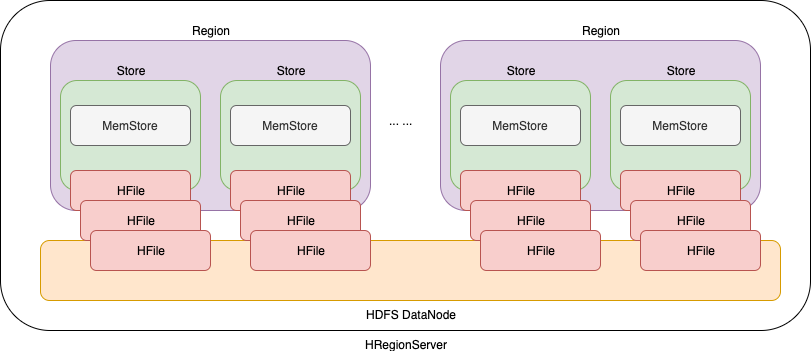 Region Region
Store Store Store Store
MemStore MemStore ... ... MemStore MemStore
HFile HFile HFile HFile
HFile HFile HFile HFile
HFile HFile HFile HFile
HDFS DataNode
HRegionServer